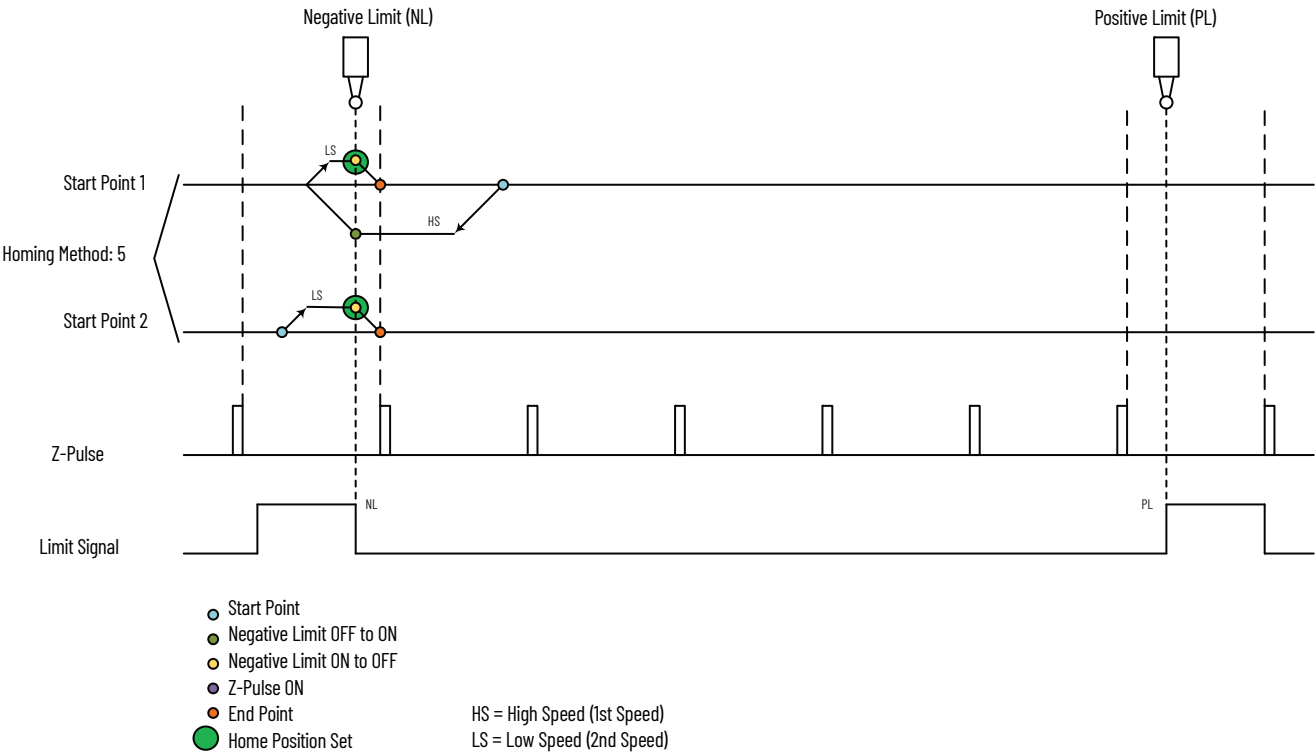 Negative Limit (NL)
Positive Limit (PL)
LS
Start Point 1
HS
Homing Method: 5
LS
Start Point 2
Z-Pulse
NL
PL
Limit Signal
Start Point
Negative Limit OFF to ON
Negative Limit ON to OFF
Z-Pulse ON
End Point
HS = High Speed (1st Speed)
Home Position Set
LS = Low Speed (2nd Speed)